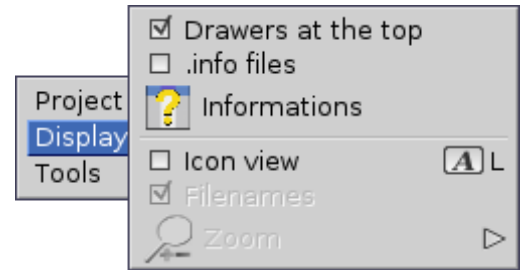 Drawers at the top
.info files
Informations
Icon view A L
Filenames
Zoom
Project
Display
Tools